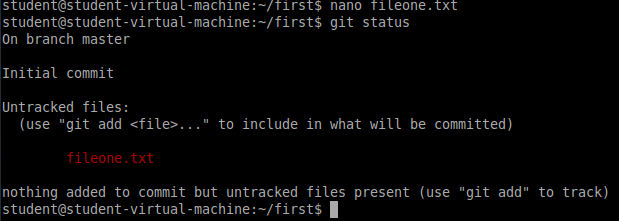 student@student-virtual-machine:~/first$ nano fileone.txt
student@student-virtual-machine:~/first$ git status
On branch master
Initial commit
Untracked files:
  (use "git add <file>..." to include in what will be committed)
        fileone.txt
nothing added to commit but untracked files present (use "git add" to track)
student@student-virtual-machine:~/first$